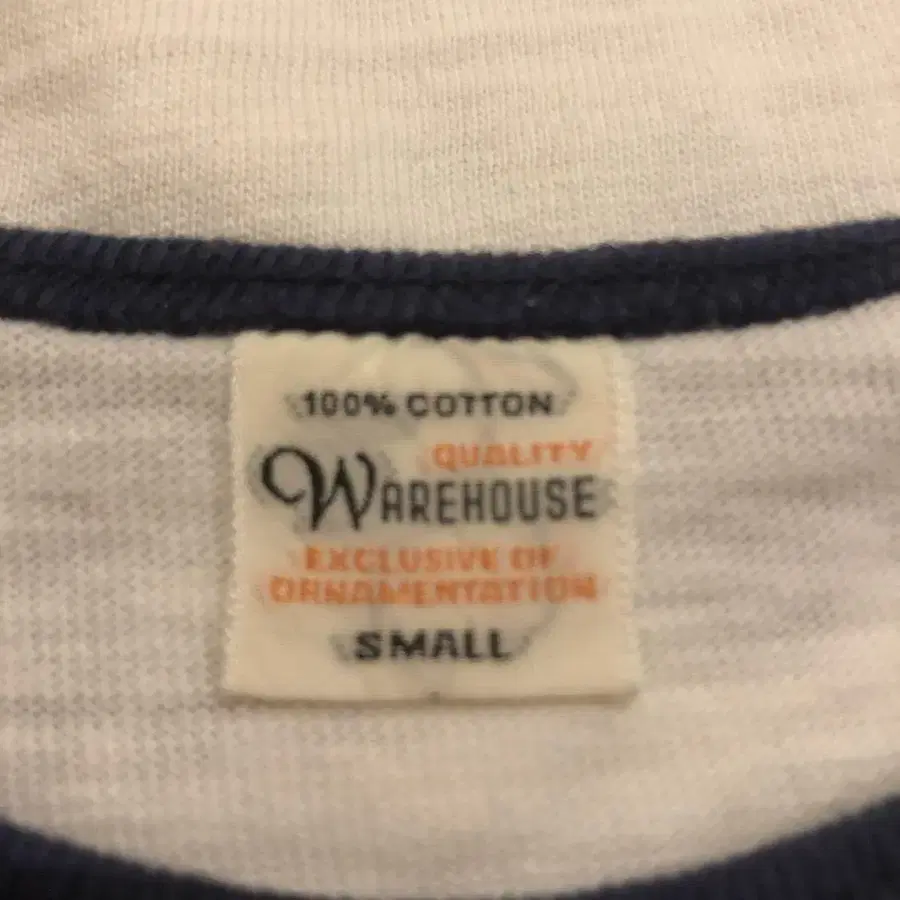 100% COTTON
QUALITY
WAREHOUSE
EXCLUSIVE OF
ORNAMENTATION
SMALL